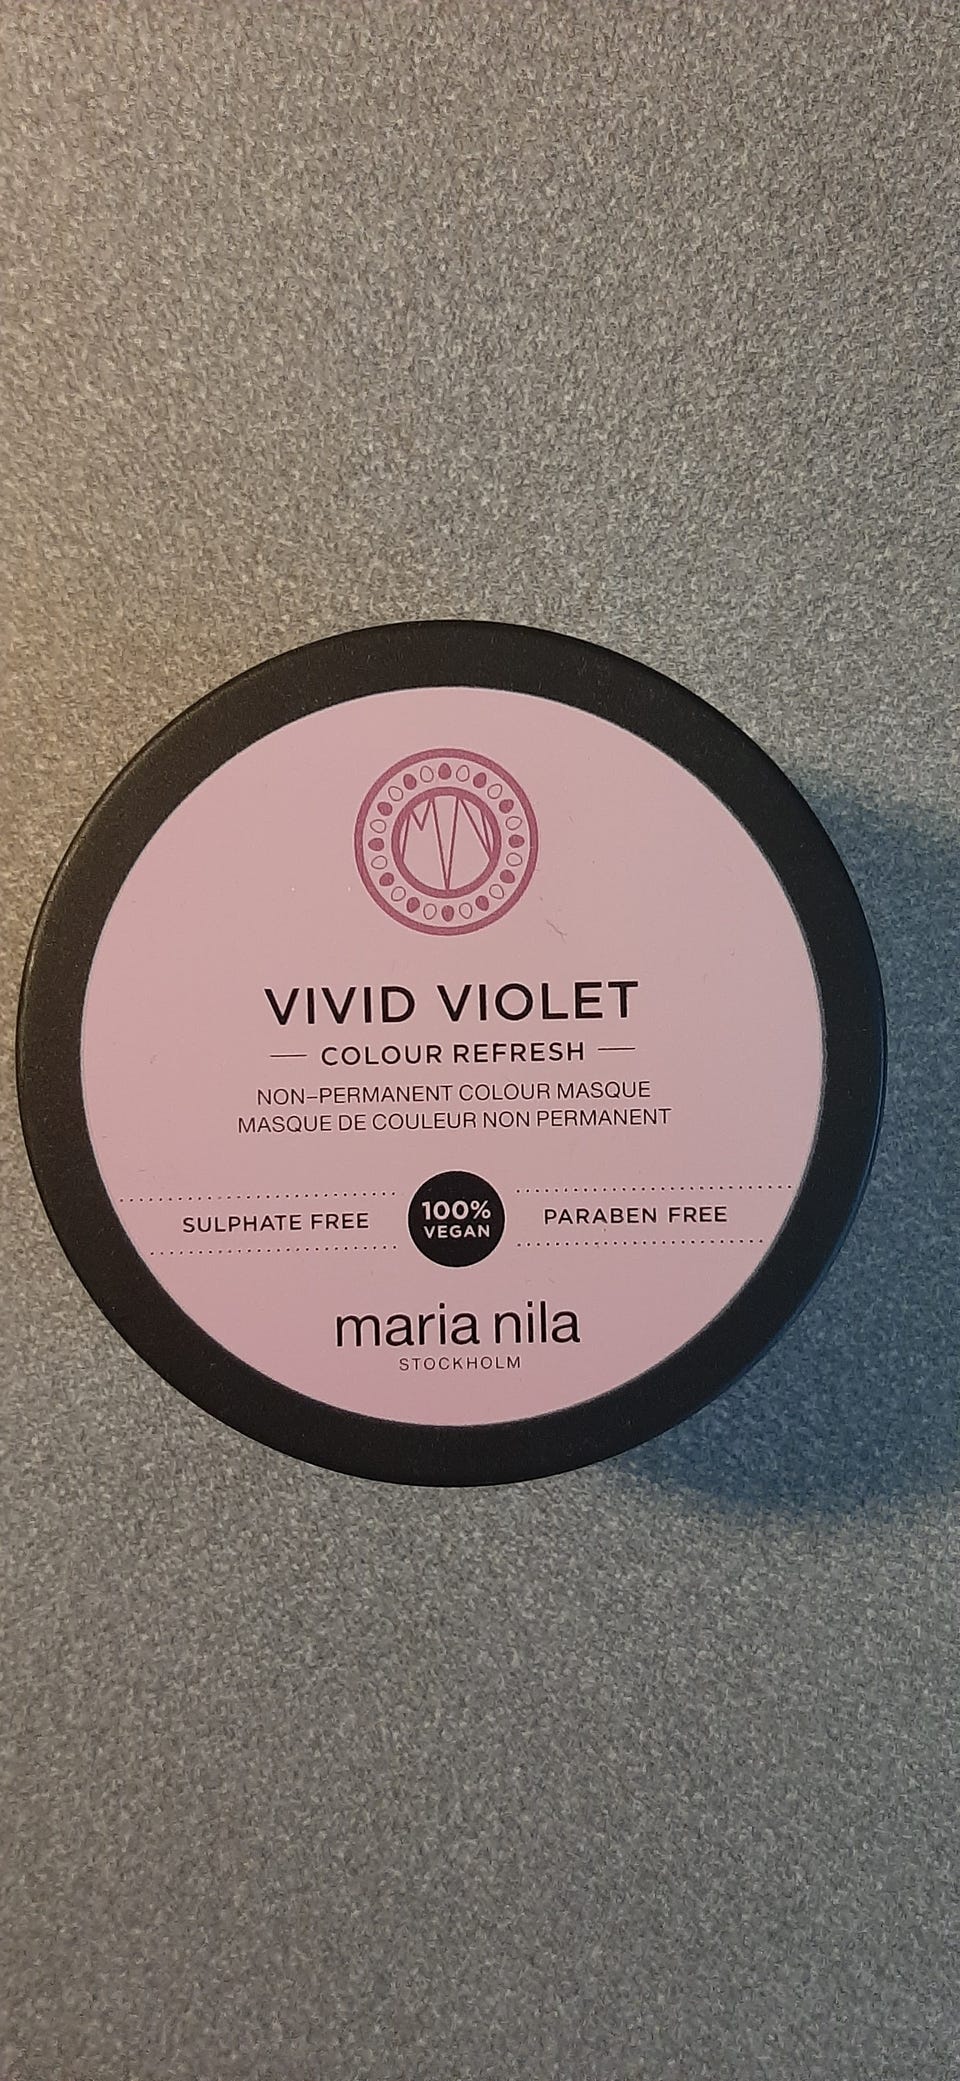 VIVID VIOLET
COLOUR REFRESH
NON-PERMANENT COLOUR MASQUE
MASQUE DE COULEUR NON PERMANENT
SULPHATE FREE
100%
VEGAN
PARABEN FREE
maria nila
STOCKHOLM